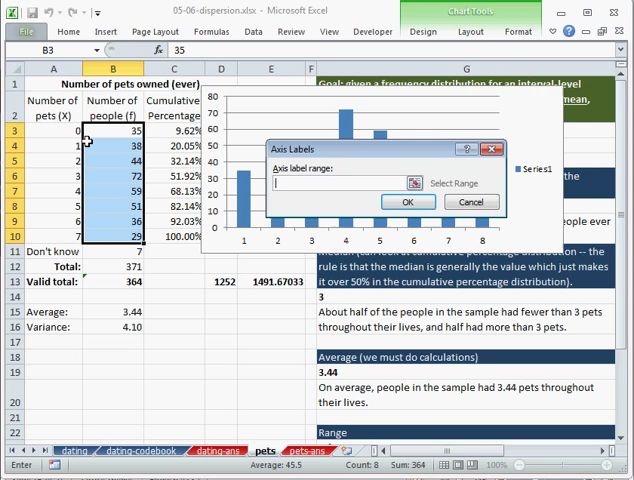 05-06-dispersion.xlsx - Microsoft Excel
Chart Tools
File Home Insert Page Layout Formulas Data Review View Developer Design Layout Format
B3 fx 35
A B C D E F G
1 Number of pets owned (ever)
Goal: given a frequency distribution for an interval-level
mean,
2 Number of pets (X) Number of people (f) Cumulative Percentage
3 0 35 9.62%
4 1 38 20.05%
5 2 44 32.14%
6 3 72 51.92%
7 4 59 68.13%
8 5 51 82.14%
9 6 36 92.03%
10 7 29 100.00%
11 Don't know 7
12 Total: 371
13 Valid total: 364 1252 1491.67033
14
15 Average: 3.44
16 Variance: 4.10
17
18
19
20
21
22
80
70
60
50
1 2 3 4 5 6 7 8
Series1
Axis Labels
Axis label range:
Select Range
OK Cancel
the
people ever
Median (can look at cumulative percentage distribution -- the
rule is that the median is generally the value which just makes
it over 50% in the cumulative percentage distribution).
3
About half of the people in the sample had fewer than 3 pets
throughout their lives, and half had more than 3 pets.
Average (we must do calculations)
3.44
On average, people in the sample had 3.44 pets throughout
their lives.
Range
dating dating-codebook dating-ans pets pets-ans
Enter Average: 45.5 Count: 8 Sum: 364 100%